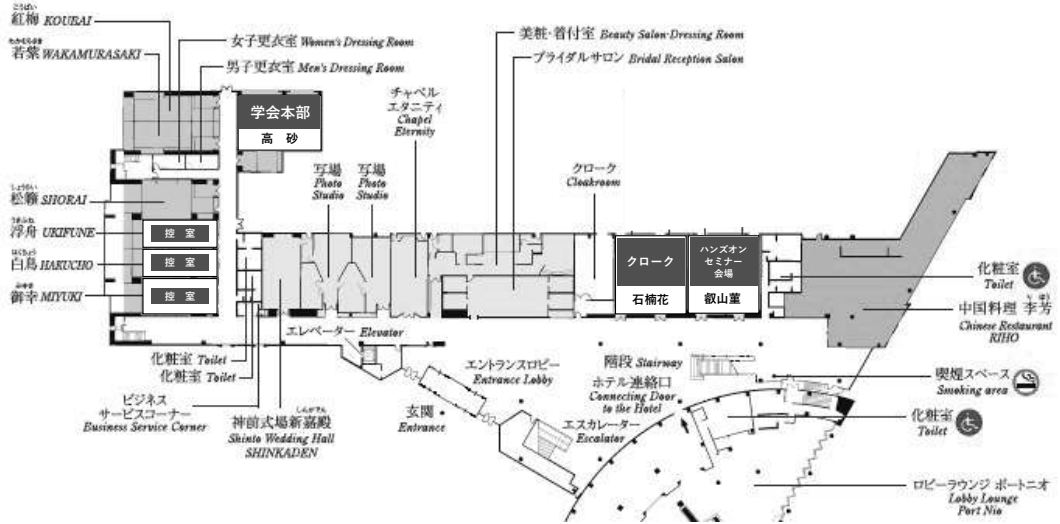 こうばい
紅梅 KOUBAI
わかむらさき
若紫 WAKAMURASAKI
女子更衣室 Women's Dressing Room
男子更衣室 Men's Dressing Room
学会本部
高 砂
チャペル
エタニティ
Chapel
Eternity
美粧・着付室 Beauty Salon·Dressing Room
ブライダルサロン Bridal Reception Salon
写場
Photo
Studio
写場
Photo
Studio
クローク
Cloakroom
しょうらい
松籟 SHORAI
うきふね
浮舟 UKIFUNE
はくちょう
白鳥 HAKUCHO
みゆき
御幸 MIYUKI
控 室
控 室
控 室
クローク
石楠花
ハンズオン
セミナー
会場
叡山菫
化粧室
Toilet
りほう
中国料理 李芳
Chinese Restaurant
RIHO
エレベーター Elevator
化粧室 Toilet
化粧室 Toilet
エントランスロビー
Entrance Lobby
階段 Stairway
ホテル連絡口
Connecting Door
to the Hotel
喫煙スペース
Smoking area
ビジネス
サービスコーナー
Business Service Corner
しんかでん
神前式場新嘉殿
Shinto Wedding Hall
SHINKADEN
玄関
Entrance
エスカレーター
Escalator
化粧室
Toilet
ロビーラウンジ ポートニオ
Lobby Lounge
Port Nio